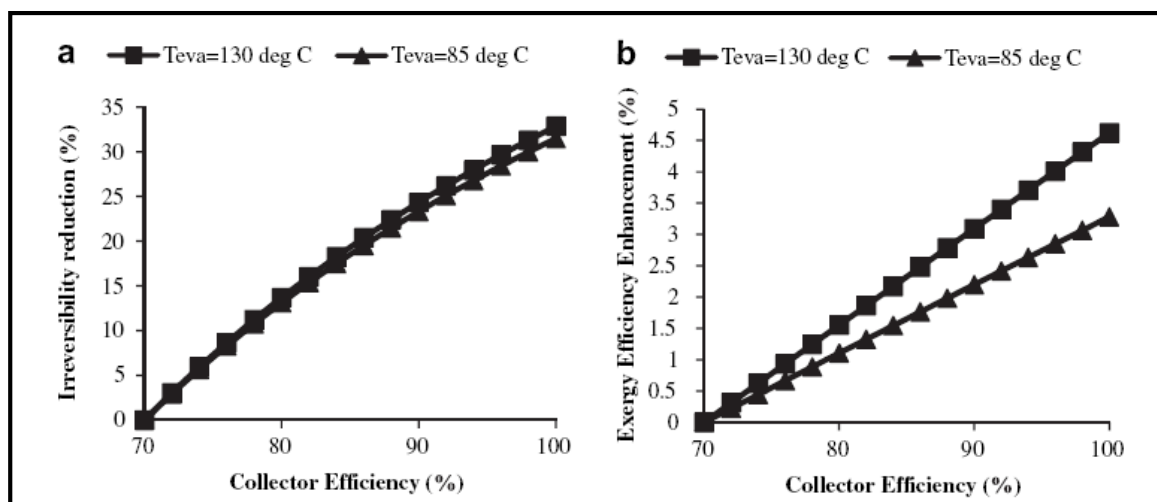 a
Teva=130 deg C Teva=85 deg C
Irreversibility reduction (%)
35
30
25
20
15
10
5
0
70 80 90 100
Collector Efficiency (%)
b
Teva=130 deg C Teva=85 deg C
Exergy Efficiency Enhancement (%)
5
4.5
4
3.5
3
2.5
2
1.5
1
0.5
0
70 80 90 100
Collector Efficiency (%)